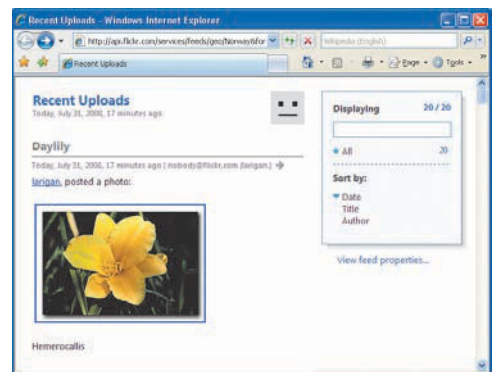 Recent Uploads - Windows Internet Explorer
http://api.flickr.com/services/feeds/geo/Norway&for
Wikipedia (English)
Recent Uploads
Page
Tools
Recent Uploads
Today, July 31, 2008, 17 minutes ago
Daylily
Today, July 31, 2008, 17 minutes ago | nobody@flickr.com (larigan.)
larigan. posted a photo:
Hemerocallis
Displaying 20 / 20
All 20
Sort by:
Date
Title
Author
View feed properties...